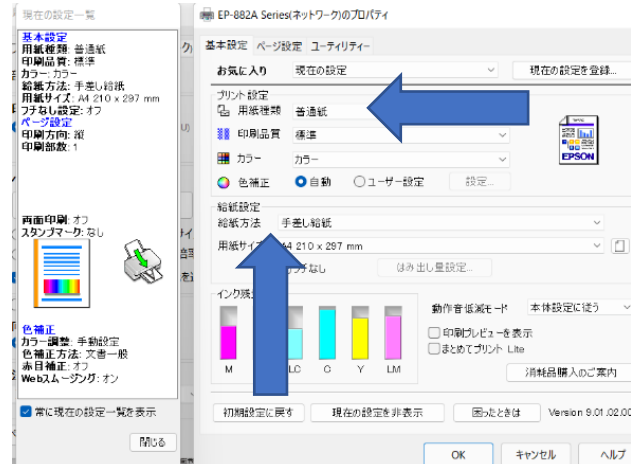 現在の設定一覧
基本設定
用紙種類: 普通紙
印刷品質: 標準
カラー: カラー
給紙方法: 手差し給紙
用紙サイズ: A4 210 x 297 mm
フチなし設定: オフ
ページ設定
印刷方向: 縦
印刷部数: 1
両面印刷: オフ
スタンプマーク: なし
色補正
カラー調整: 手動設定
色補正方法: 文書一般
赤目補正: オフ
Webスムージング: オン
常に現在の設定一覧を表示
閉じる
EP-882A Series(ネットワーク)のプロパティ
基本設定 ページ設定 ユーティリティー
お気に入り 現在の設定 現在の設定を登録...
プリント設定
用紙種類 普通紙
印刷品質 標準
カラー カラー
色補正 自動 ユーザー設定 設定...
EPSON
給紙設定
給紙方法 手差し給紙
用紙サイズ A4 210 x 297 mm
フチなし はみ出し量設定...
インク残
M LC C Y LM
動作音低減モード 本体設定に従う
印刷プレビューを表示
まとめてプリント Lite
消耗品購入のご案内
初期設定に戻す 現在の設定を非表示 困ったときは Version 9.01.02.00
OK キャンセル ヘルプ